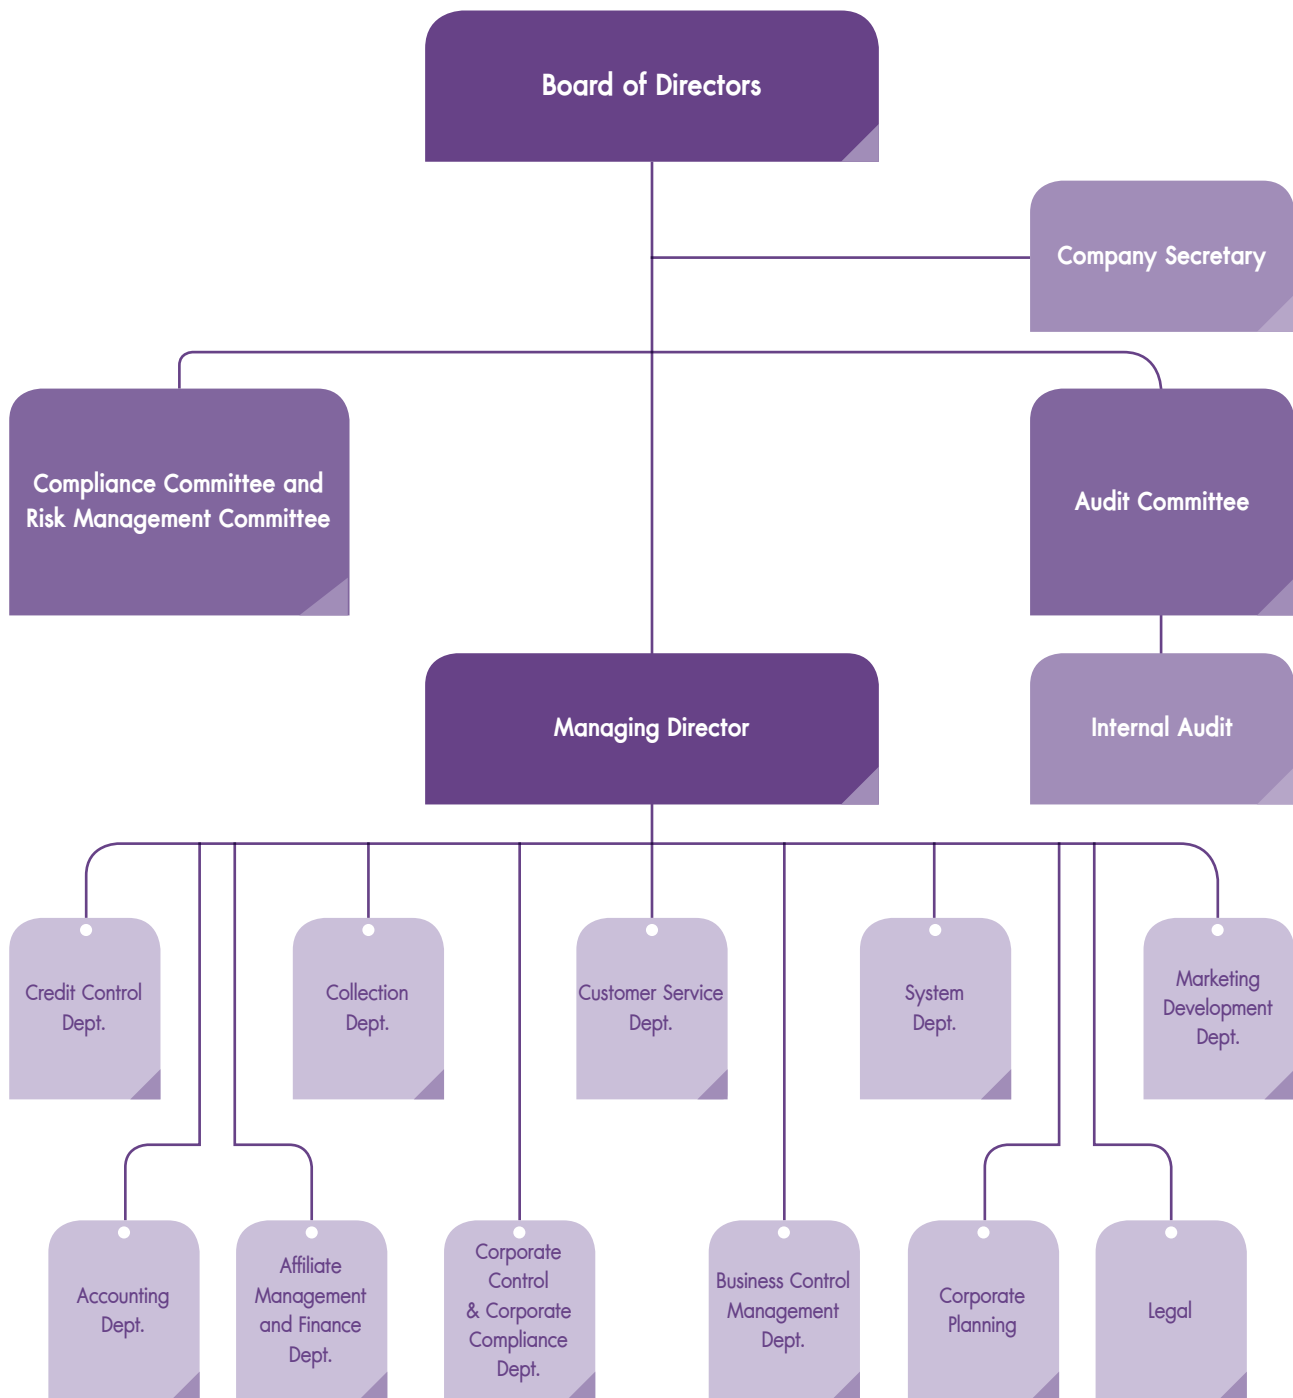 Board of Directors
Company Secretary
Compliance Committee and
Risk Management Committee
Audit Committee
Managing Director
Internal Audit
Credit Control
Dept.
Collection
Dept.
Customer Service
Dept.
System
Dept.
Marketing
Development
Dept.
Accounting
Dept.
Affiliate
Management
and Finance
Dept.
Corporate
Control
& Corporate
Compliance
Dept.
Business Control
Management
Dept.
Corporate
Planning
Legal